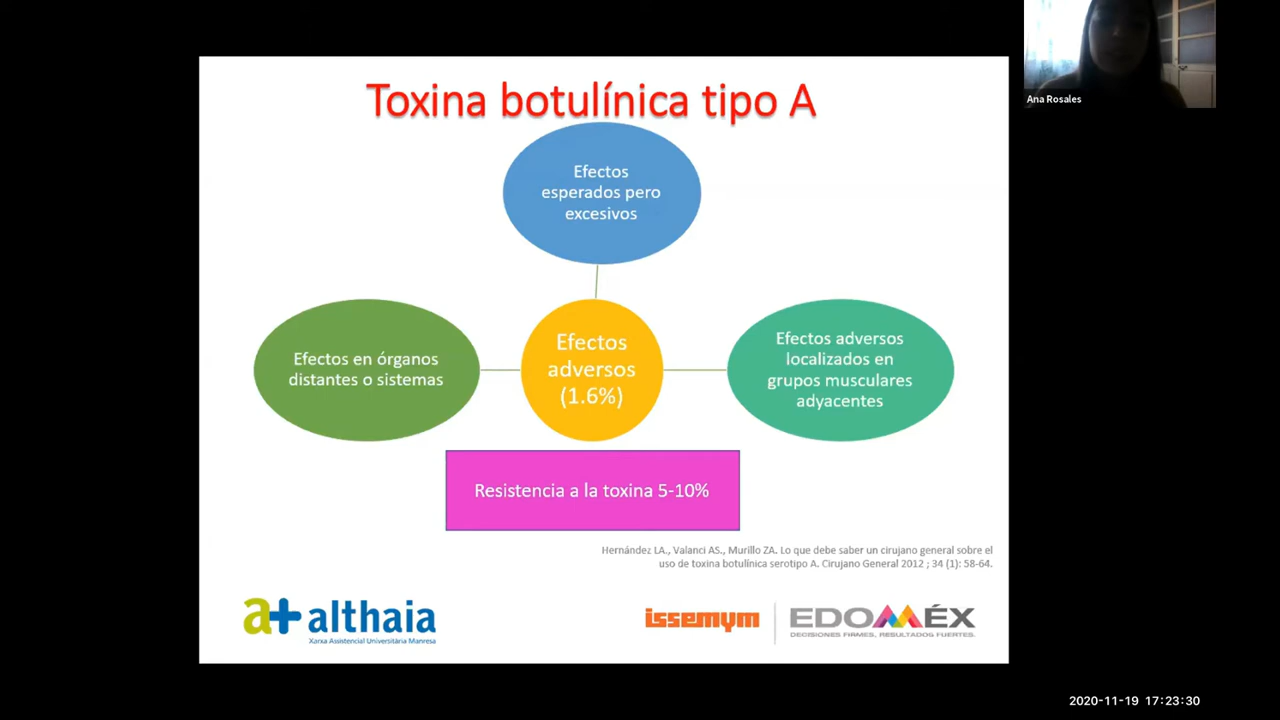 Toxina botulínica tipo A
Efectos
esperados pero
excesivos
Efectos en órganos
distantes o sistemas
Efectos
adversos
(1.6%)
Efectos adversos
localizados en
grupos musculares
adyacentes
Resistencia a la toxina 5-10%
Hernández LA., Valanci AS., Murillo ZA. Lo que debe saber un cirujano general sobre el
uso de toxina botulínica serotipo A. Cirujano General 2012 ; 34 (1): 58-64.
a+ althaia
Xarxa Assistencial Universitària Manresa
issemym
EDOMÉX
DECISIONES FIRMES, RESULTADOS FUERTES.
Ana Rosales
2020-11-19 17:23:30